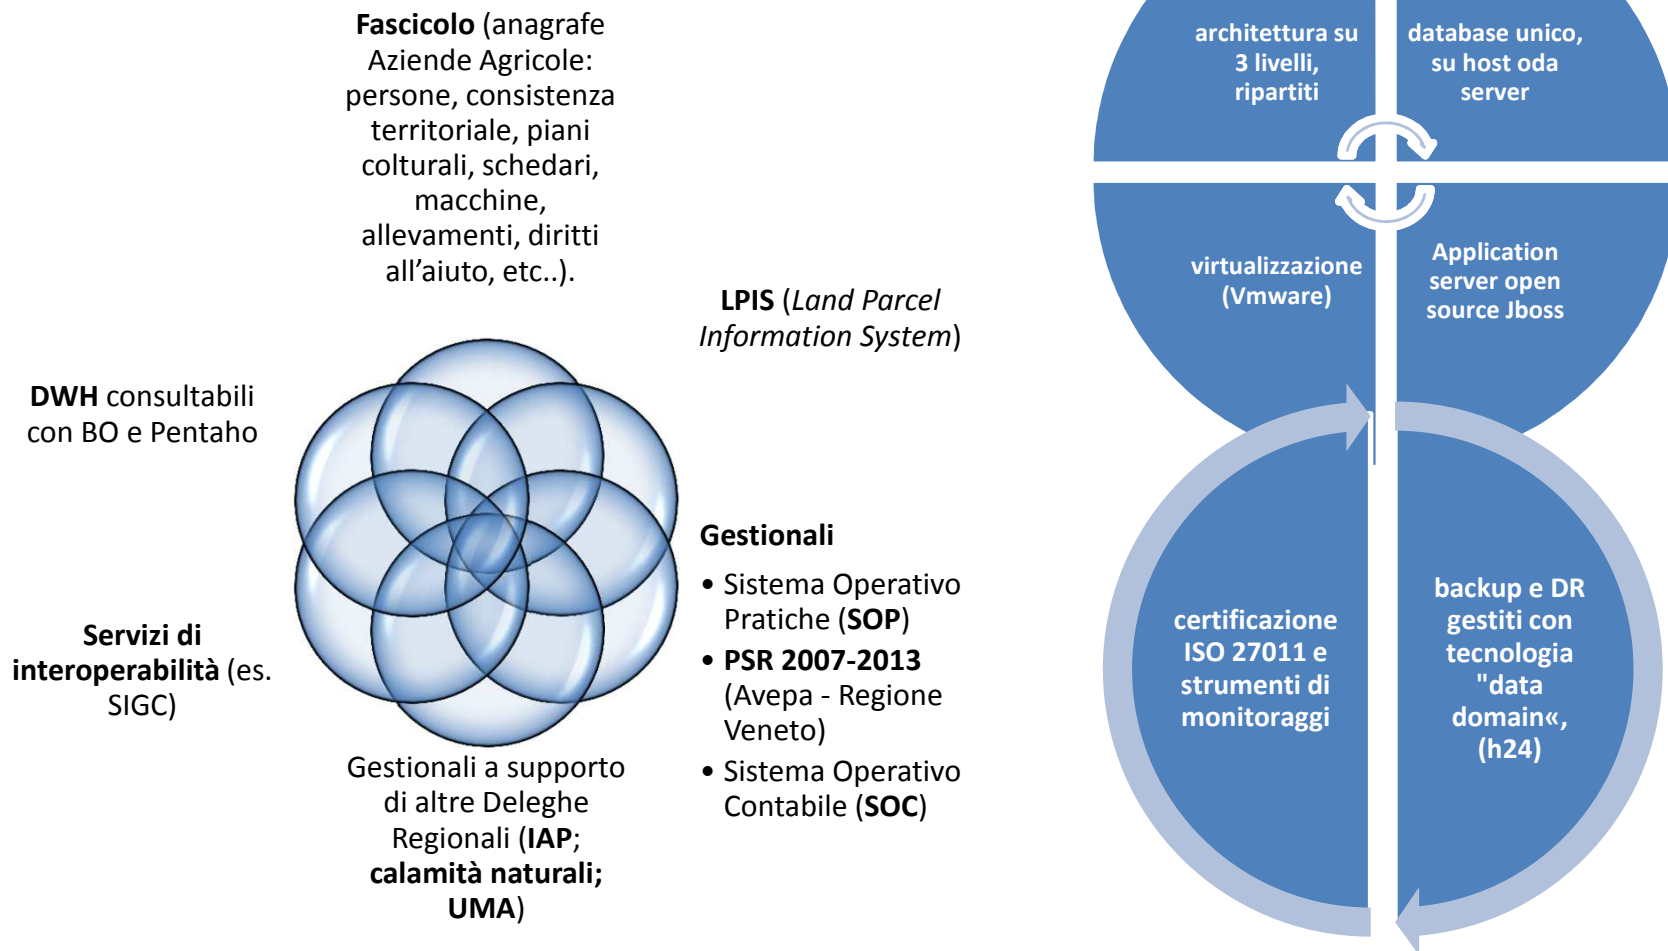 Fascicolo (anagrafe
Aziende Agricole:
persone, consistenza
territoriale, piani
colturali, schedari,
macchine,
allevamenti, diritti
all’aiuto, etc..).
LPIS (Land Parcel
Information System)
DWH consultabili
con BO e Pentaho
Gestionali
• Sistema Operativo
Pratiche (SOP)
• PSR 2007-2013
(Avepa - Regione
Veneto)
• Sistema Operativo
Contabile (SOC)
Servizi di
interoperabilità (es.
SIGC)
Gestionali a supporto
di altre Deleghe
Regionali (IAP;
calamità naturali;
UMA)
architettura su
3 livelli,
ripartiti
database unico,
su host oda
server
virtualizzazione
(Vmware)
Application
server open
source Jboss
certificazione
ISO 27011 e
strumenti di
monitoraggi
backup e DR
gestiti con
tecnologia
"data
domain«,
(h24)